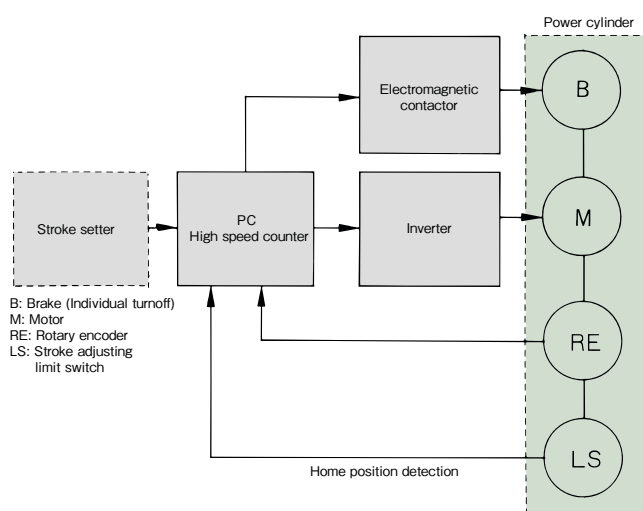 Power cylinder
Electromagnetic
contactor
B
Stroke setter
PC
High speed counter
Inverter
M
B: Brake (Individual turnoff)
M: Motor
RE: Rotary encoder
LS: Stroke adjusting
limit switch
RE
Home position detection
LS